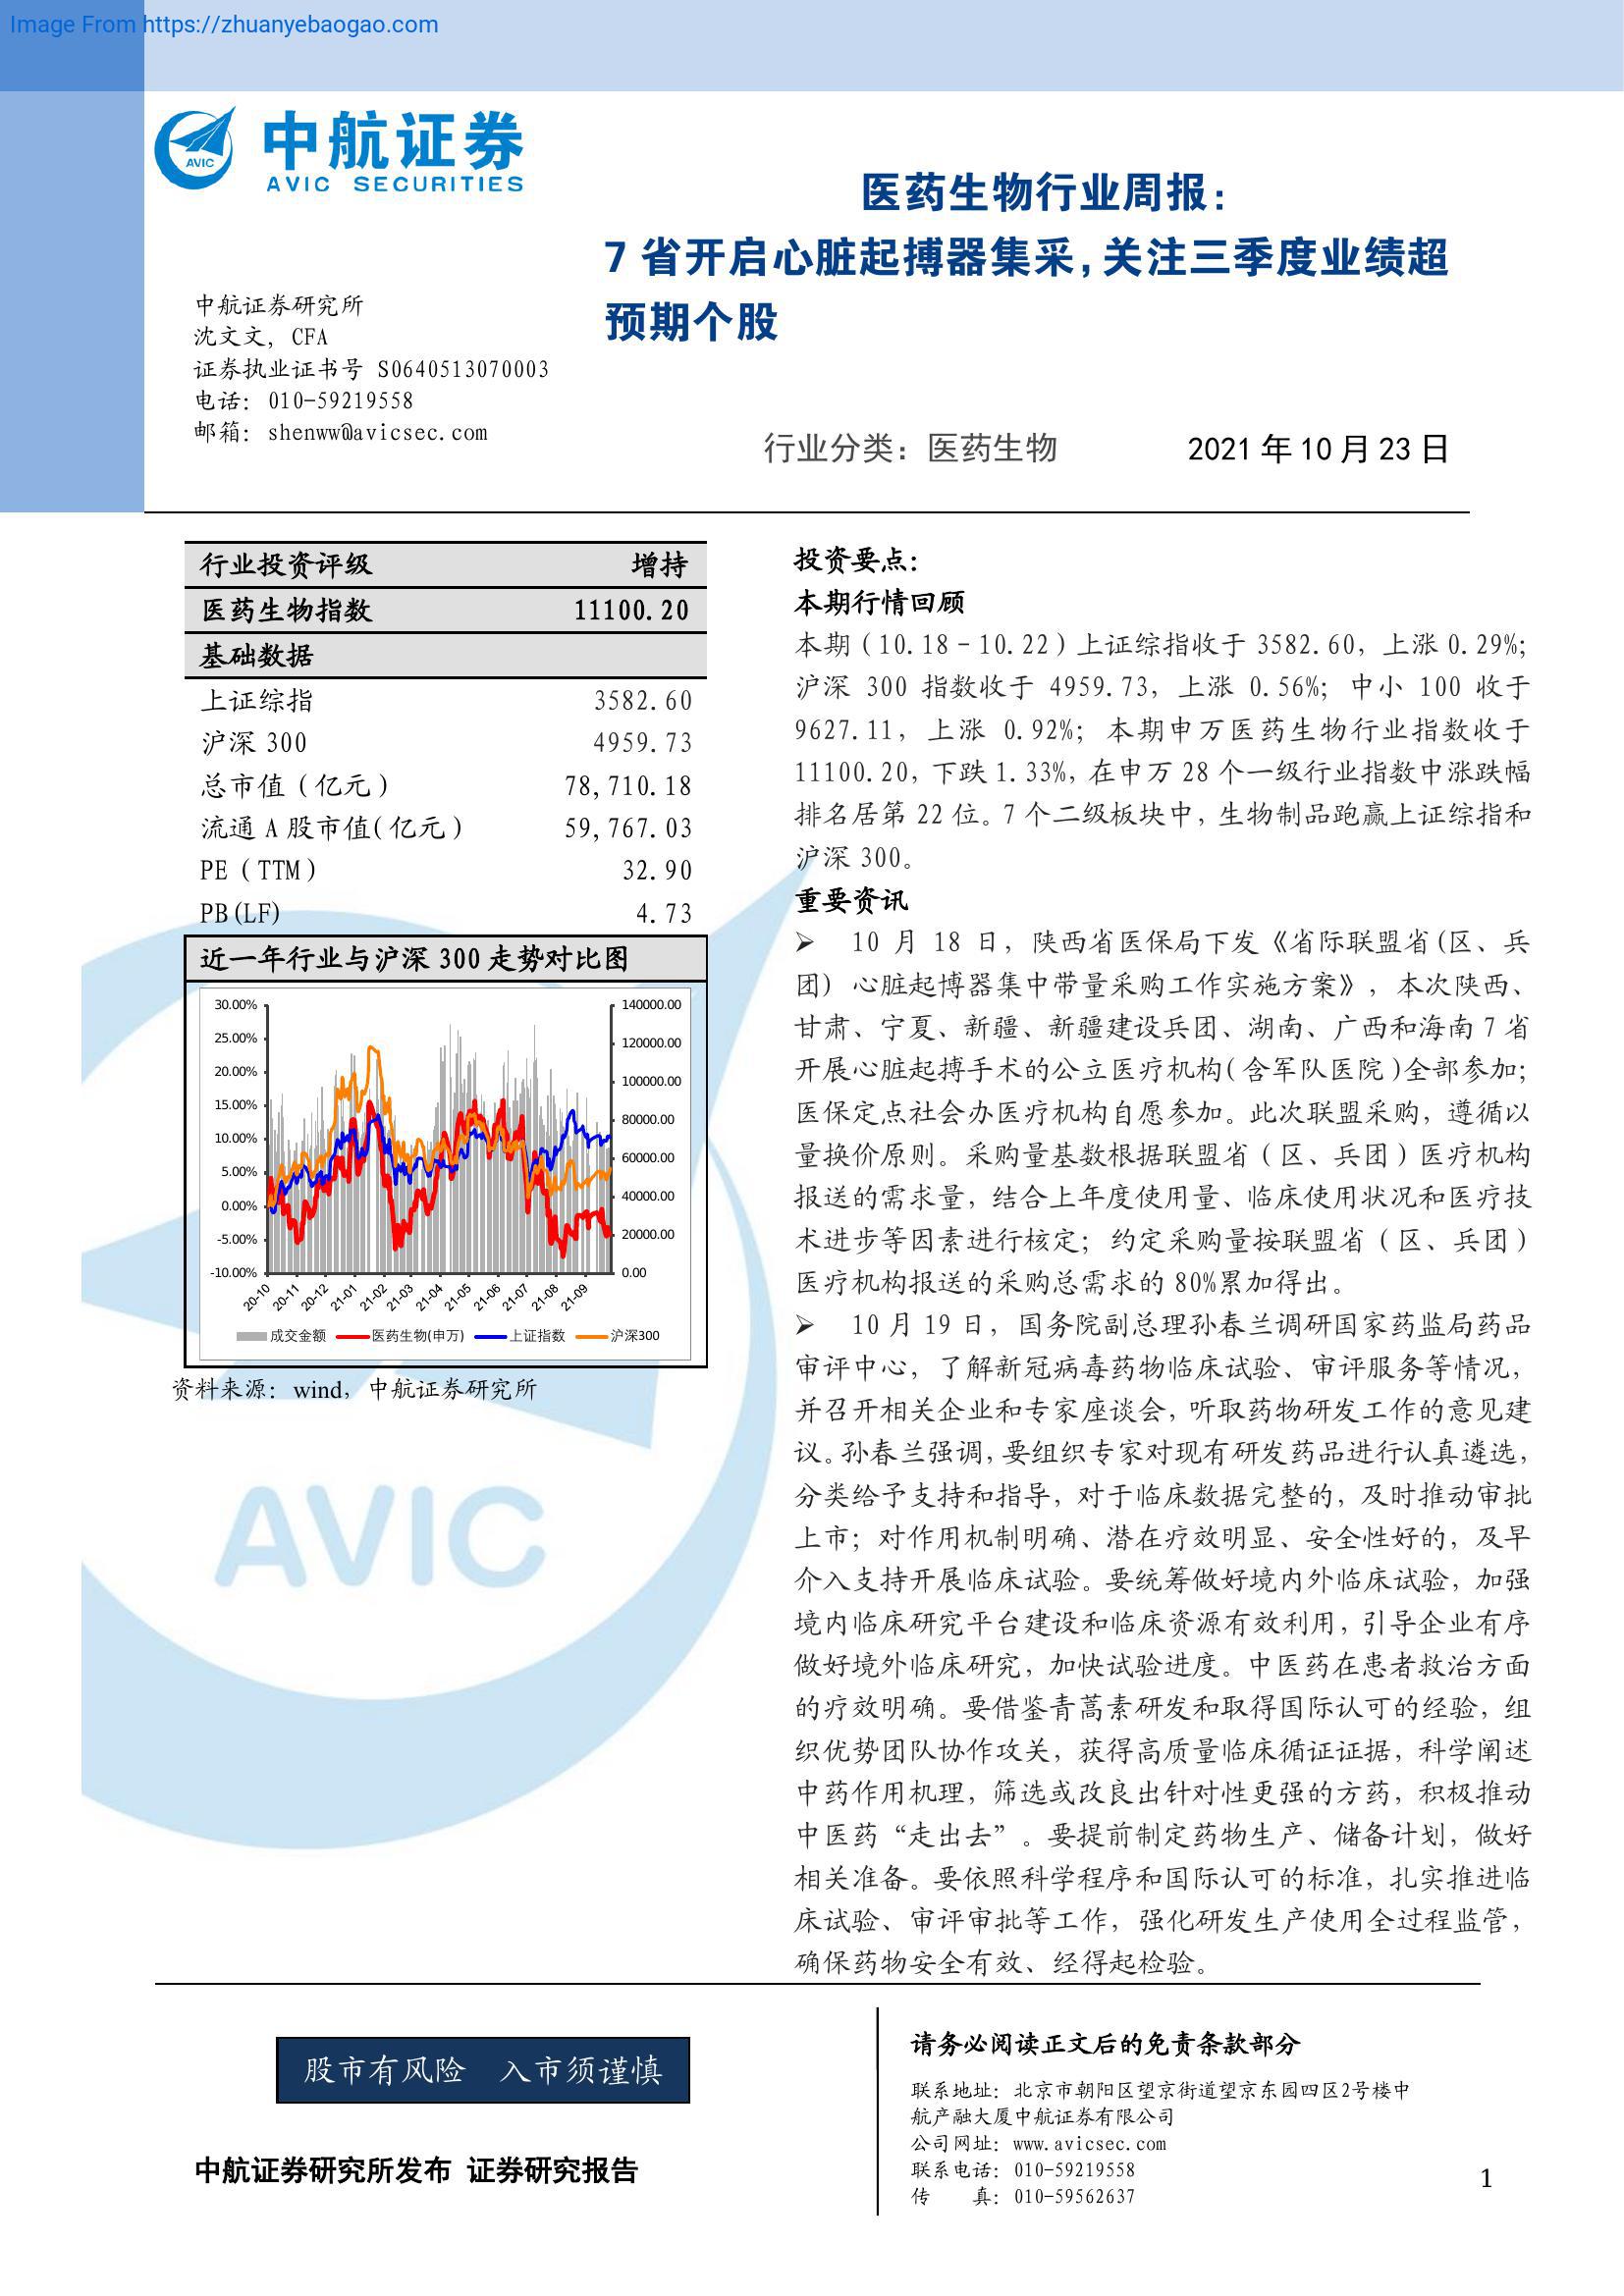 Image From https://zhuanyebaogao.com
AVIC
中航证券
AVIC SECURITIES
医药生物行业周报：
7 省开启心脏起搏器集采，关注三季度业绩超
预期个股
中航证券研究所
沈文文，CFA
证券执业证书号 S0640513070003
电话：010-59219558
邮箱：shenww@avicsec.com
行业分类：医药生物 2021 年 10 月 23 日
行业投资评级 增持
医药生物指数 11100.20
基础数据
上证综指 3582.60
沪深 300 4959.73
总市值（亿元） 78,710.18
流通 A 股市值(亿元） 59,767.03
PE（TTM） 32.90
PB(LF) 4.73
近一年行业与沪深 300 走势对比图
30.00% 140000.00
25.00% 120000.00
20.00% 100000.00
15.00% 80000.00
10.00% 60000.00
5.00% 40000.00
0.00% 20000.00
-5.00% 0.00
-10.00%
20-10 20-11 20-12 21-01 21-02 21-03 21-04 21-05 21-06 21-07 21-08 21-09
成交金额 医药生物(申万) 上证指数 沪深300
资料来源：wind，中航证券研究所
AVIC
投资要点：
本期行情回顾
本期（10.18–10.22）上证综指收于 3582.60，上涨 0.29%；
沪深 300 指数收于 4959.73，上涨 0.56%；中小 100 收于
9627.11，上涨 0.92%；本期申万医药生物行业指数收于
11100.20，下跌 1.33%，在申万 28 个一级行业指数中涨跌幅
排名居第 22 位。7 个二级板块中，生物制品跑赢上证综指和
沪深 300。
重要资讯
➢ 10 月 18 日，陕西省医保局下发《省际联盟省(区、兵
团）心脏起博器集中带量采购工作实施方案》，本次陕西、
甘肃、宁夏、新疆、新疆建设兵团、湖南、广西和海南 7 省
开展心脏起搏手术的公立医疗机构(含军队医院)全部参加；
医保定点社会办医疗机构自愿参加。此次联盟采购，遵循以
量换价原则。采购量基数根据联盟省（区、兵团）医疗机构
报送的需求量，结合上年度使用量、临床使用状况和医疗技
术进步等因素进行核定；约定采购量按联盟省（区、兵团）
医疗机构报送的采购总需求的 80%累加得出。
➢ 10 月 19 日，国务院副总理孙春兰调研国家药监局药品
审评中心，了解新冠病毒药物临床试验、审评服务等情况，
并召开相关企业和专家座谈会，听取药物研发工作的意见建
议。孙春兰强调，要组织专家对现有研发药品进行认真遴选，
分类给予支持和指导，对于临床数据完整的，及时推动审批
上市；对作用机制明确、潜在疗效明显、安全性好的，及早
介入支持开展临床试验。要统筹做好境内外临床试验，加强
境内临床研究平台建设和临床资源有效利用，引导企业有序
做好境外临床研究，加快试验进度。中医药在患者救治方面
的疗效明确。要借鉴青蒿素研发和取得国际认可的经验，组
织优势团队协作攻关，获得高质量临床循证证据，科学阐述
中药作用机理，筛选或改良出针对性更强的方药，积极推动
中医药“走出去”。要提前制定药物生产、储备计划，做好
相关准备。要依照科学程序和国际认可的标准，扎实推进临
床试验、审评审批等工作，强化研发生产使用全过程监管，
确保药物安全有效、经得起检验。
股市有风险 入市须谨慎
中航证券研究所发布 证券研究报告
请务必阅读正文后的免责条款部分
联系地址：北京市朝阳区望京街道望京东园四区2号楼中
航产融大厦中航证券有限公司
公司网址：www.avicsec.com
联系电话：010-59219558
传 真：010-59562637
1